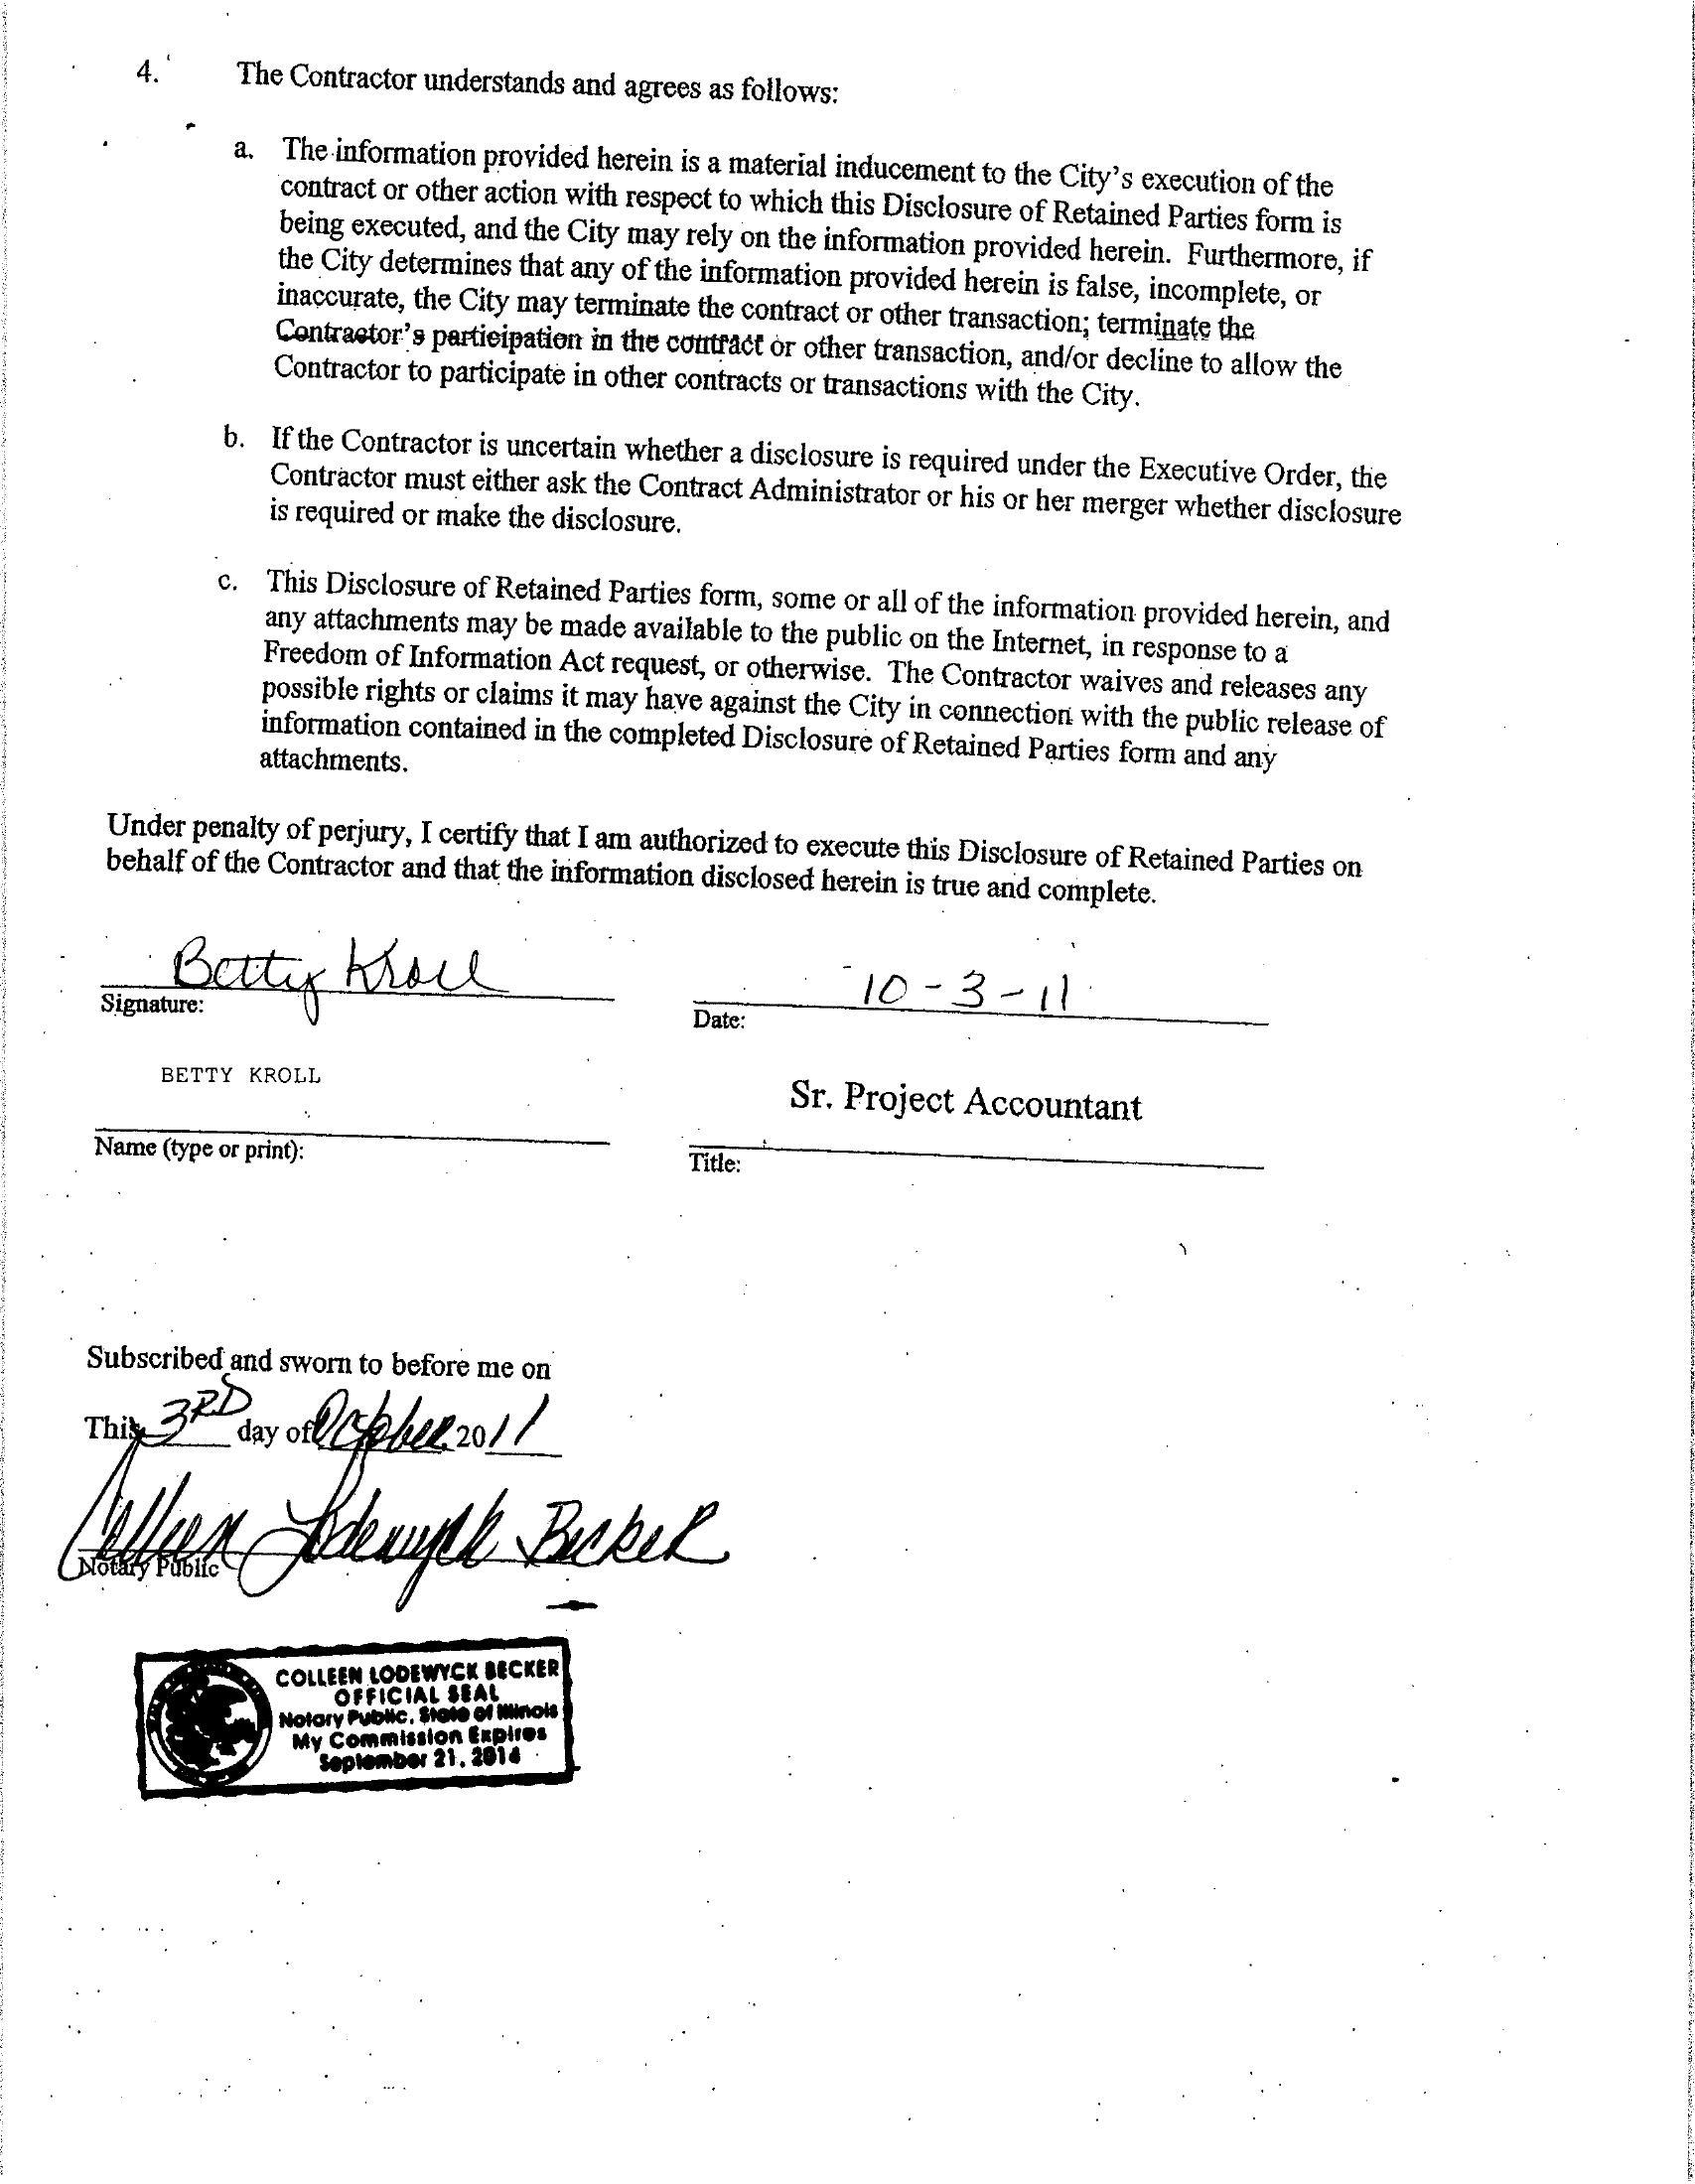 4. The Contractor understands and agrees as follows:
a. The information provided herein is a material inducement to the City's execution of the
contract or other action with respect to which this Disclosure of Retained Parties form is
being executed, and the City may rely on the information provided herein. Furthermore, if
the City determines that any of the information provided herein is false, incomplete, or
inaccurate, the City may terminate the contract or other transaction; terminate the
Contractor's participation in the contract or other transaction, and/or decline to allow the
Contractor to participate in other contracts or transactions with the City.
b. If the Contractor is uncertain whether a disclosure is required under the Executive Order, the
Contractor must either ask the Contract Administrator or his or her merger whether disclosure
is required or make the disclosure.
c. This Disclosure of Retained Parties form, some or all of the information provided herein, and
any attachments may be made available to the public on the Internet, in response to a
Freedom of Information Act request, or otherwise. The Contractor waives and releases any
possible rights or claims it may have against the City in connection with the public release of
information contained in the completed Disclosure of Retained Parties form and any
attachments.
Under penalty of perjury, I certify that I am authorized to execute this Disclosure of Retained Parties on
behalf of the Contractor and that the information disclosed herein is true and complete.
Betty Kroll 10-3-11
Signature: Date:
BETTY KROLL Sr. Project Accountant
Name (type or print): Title:
Subscribed and sworn to before me on
This 3RD day of October 2011
Colleen Lodewyck Becker
Notary Public
COLLEEN LODEWYCK BECKER
OFFICIAL SEAL
Notary Public, State of Illinois
My Commission Expires
September 21, 2014